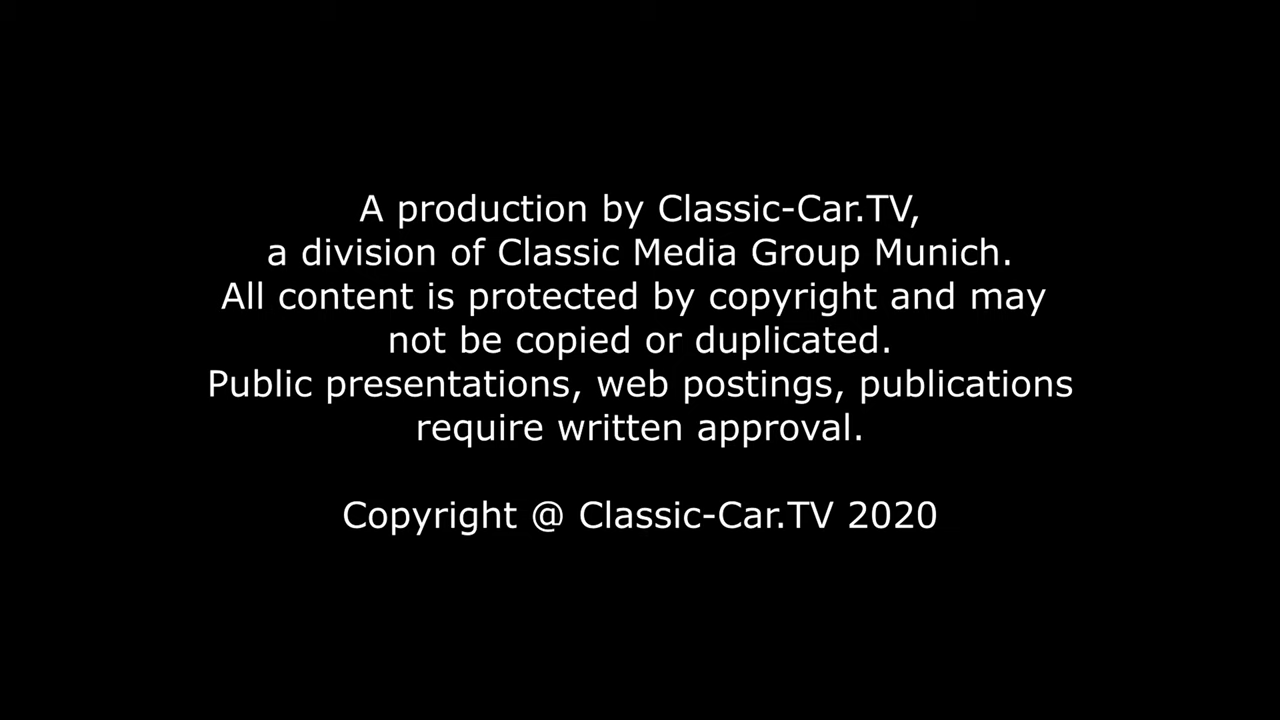 A production by Classic-Car.TV,
a division of Classic Media Group Munich.
All content is protected by copyright and may
not be copied or duplicated.
Public presentations, web postings, publications
require written approval.
Copyright @ Classic-Car.TV 2020